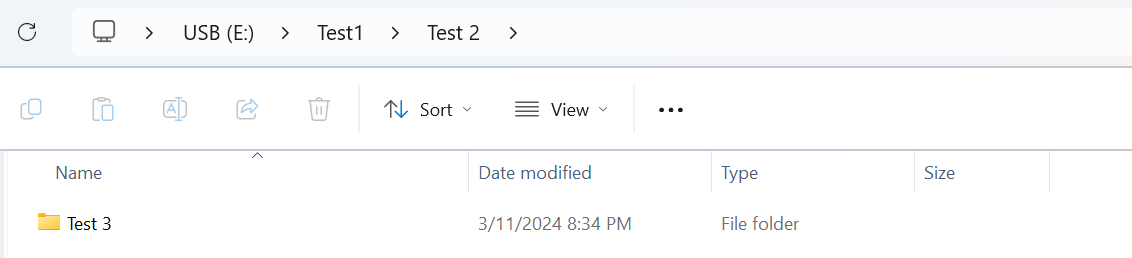 USB (E:) Test1 Test 2
Sort View
Name Date modified Type Size
Test 3 3/11/2024 8:34 PM File folder